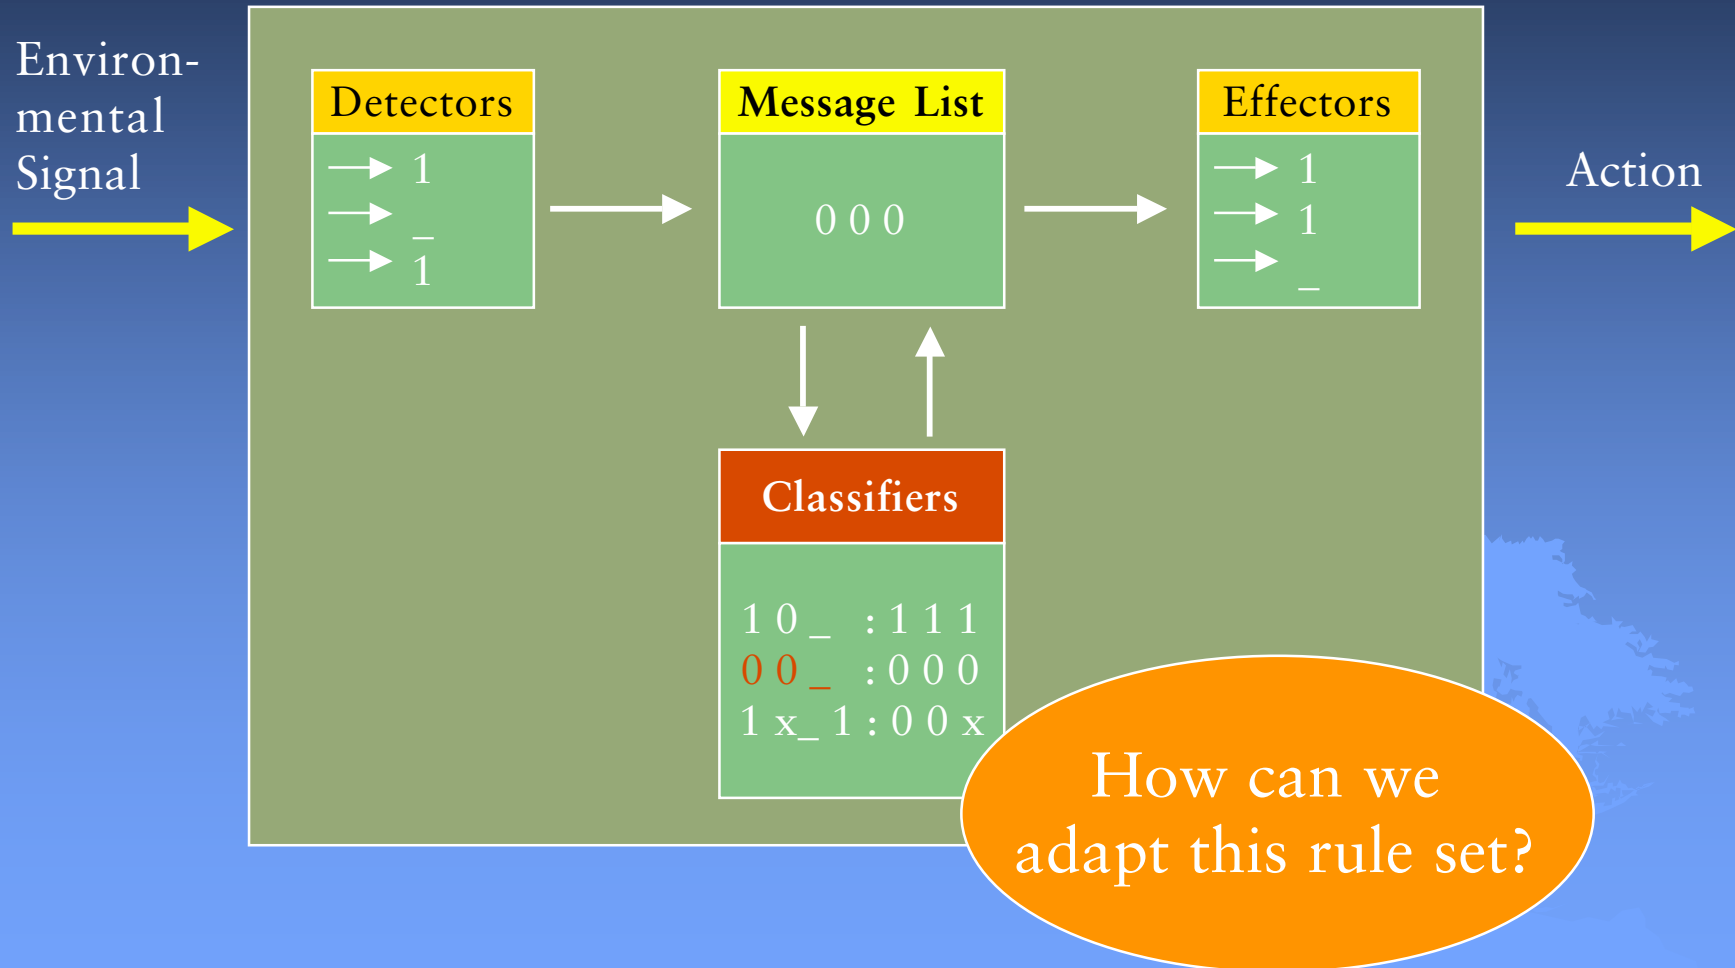 Environ-
mental
Signal
Detectors
1
_
1
Message List
0 0 0
Effectors
1
1
_
Action
Classifiers
1 0 _ : 1 1 1
0 0 _ : 0 0 0
1 x _ 1 : 0 0 x
How can we
adapt this rule set?